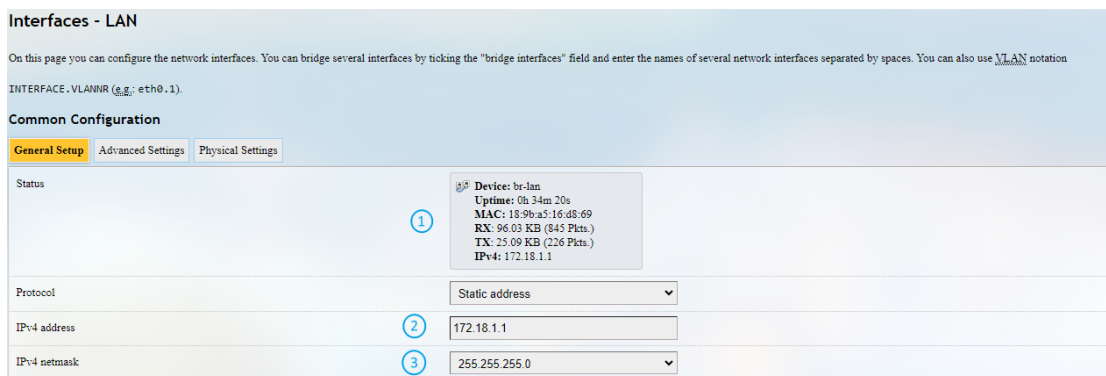 Interfaces - LAN
On this page you can configure the network interfaces. You can bridge several interfaces by ticking the "bridge interfaces" field and enter the names of several network interfaces separated by spaces. You can also use VLAN notation
INTERFACE.VLANNR (e.g.: eth0.1).
Common Configuration
General Setup Advanced Settings Physical Settings
Status
1
Device: br-lan
Uptime: 0h 34m 20s
MAC: 18:9b:a5:16:d8:69
RX: 96.03 KB (845 Pkts.)
TX: 25.09 KB (226 Pkts.)
IPv4: 172.18.1.1
Protocol Static address
IPv4 address 2 172.18.1.1
IPv4 netmask 3 255.255.255.0